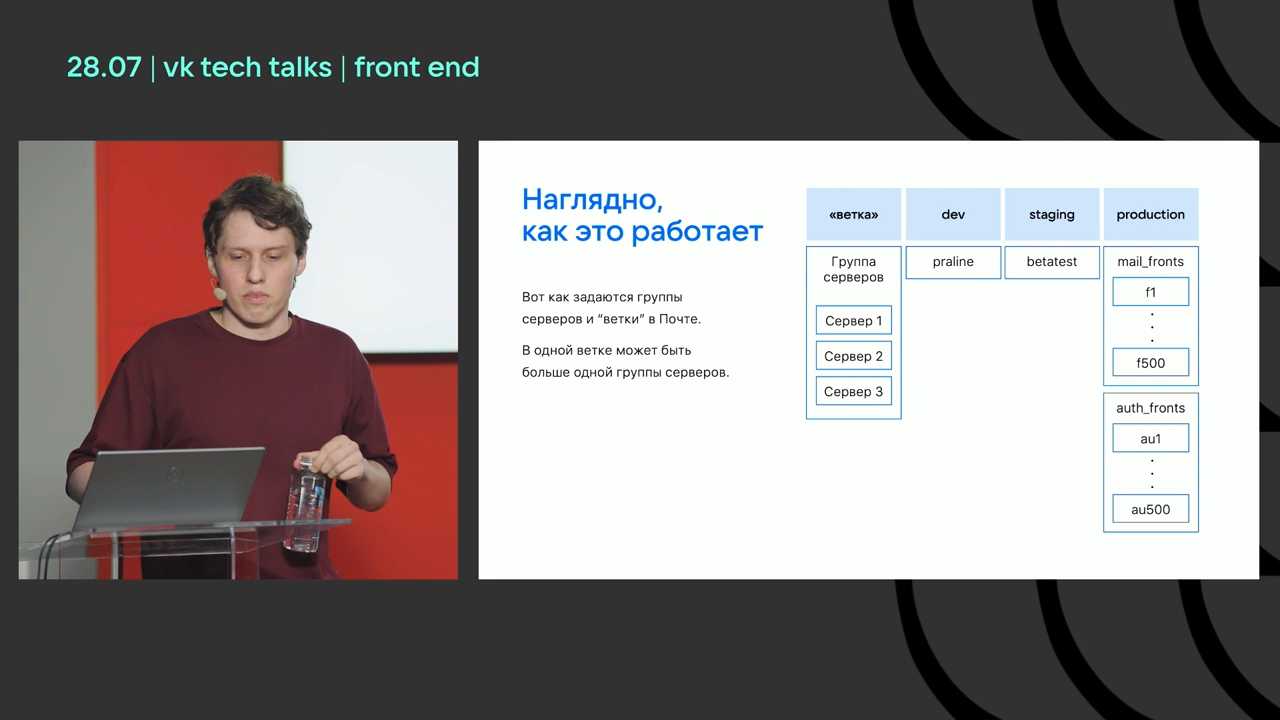 28.07 | vk tech talks | front end
Наглядно,
как это работает
Вот как задаются группы
серверов и “ветки” в Почте.
В одной ветке может быть
больше одной группы серверов.
«ветка»
dev
staging
production
Группа
серверов
Сервер 1
Сервер 2
Сервер 3
praline
betatest
mail_fronts
f1
f500
auth_fronts
au1
au500